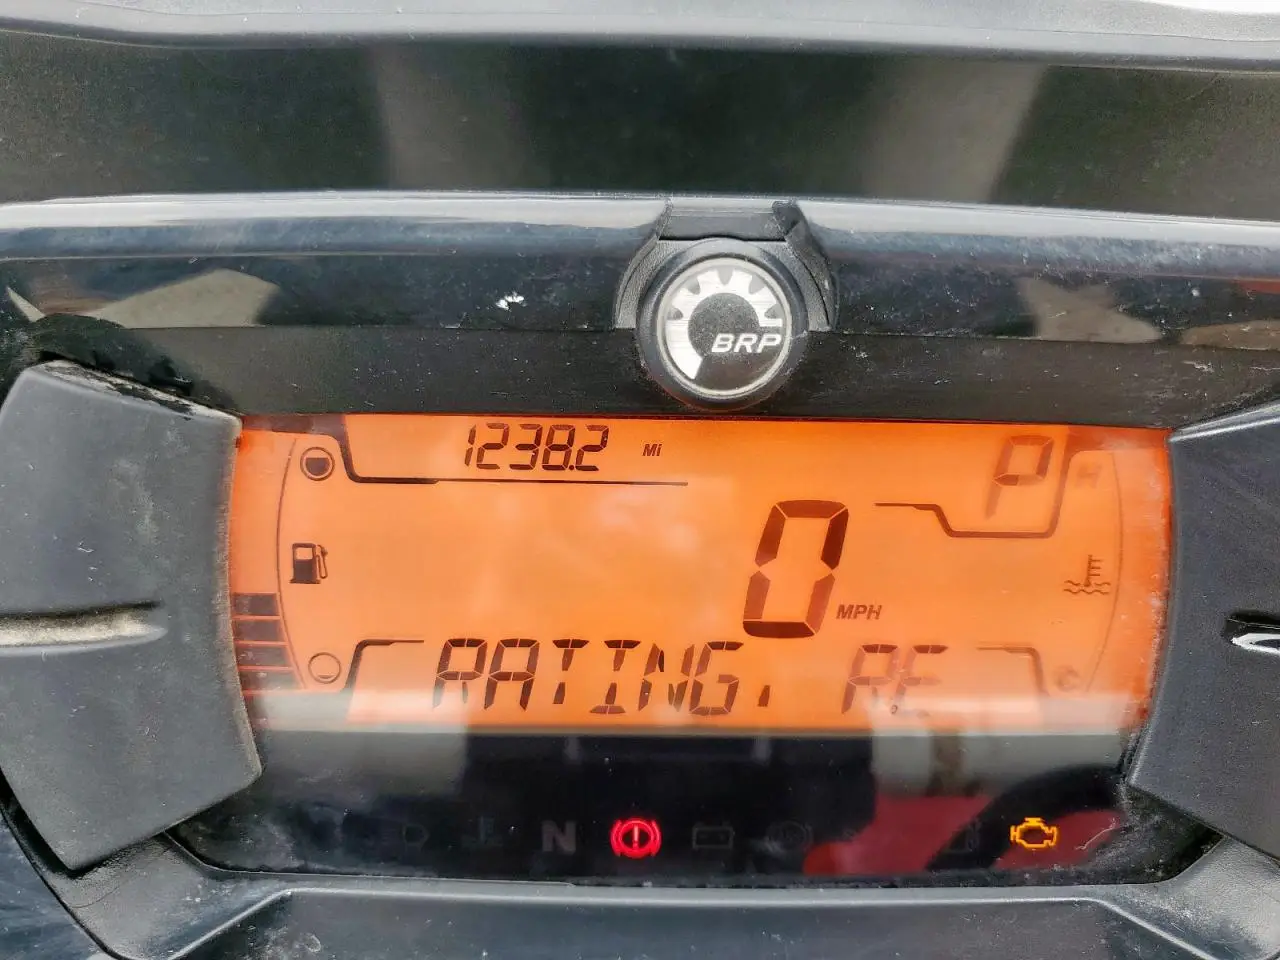 BRP
1238.2 Mi
P
0 MPH
RATING, RE
N